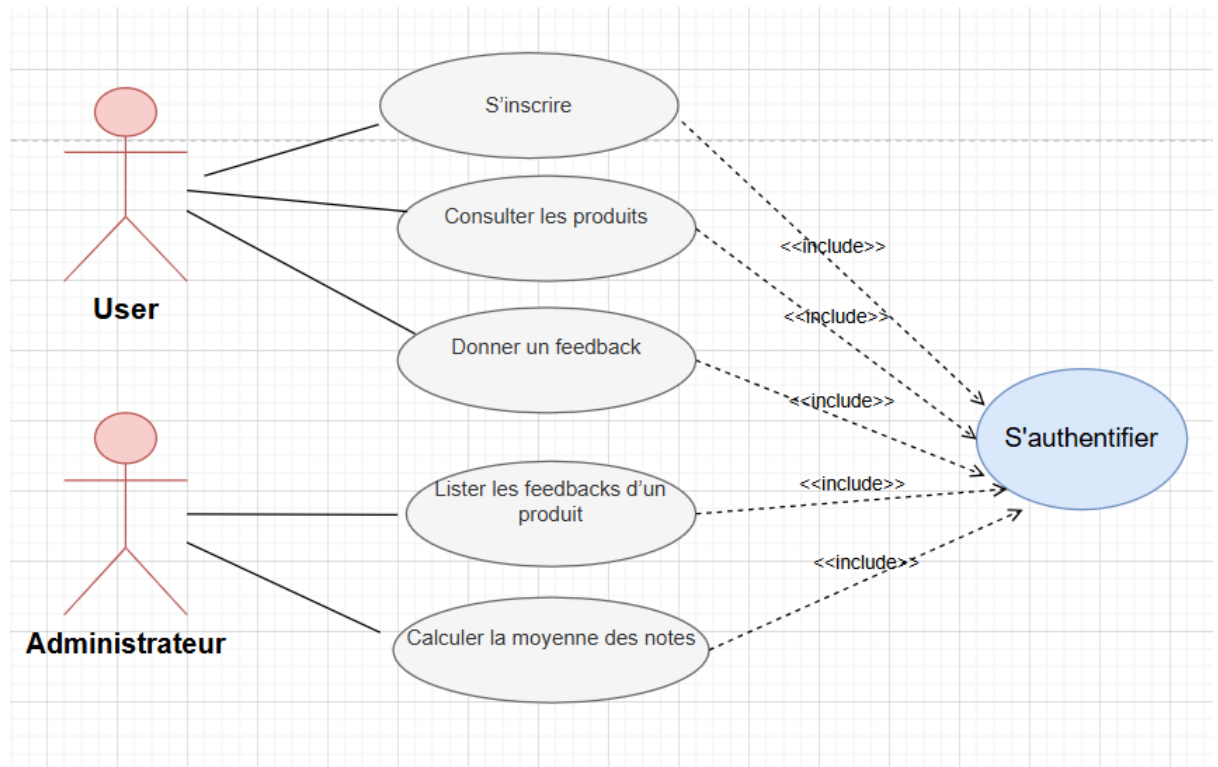 S'inscrire
Consulter les produits
<<include>>
<<include>>
User
Donner un feedback
<<include>>
S'authentifier
Lister les feedbacks d'un
produit
<<include>>
<<include>>
Administrateur
Calculer la moyenne des notes